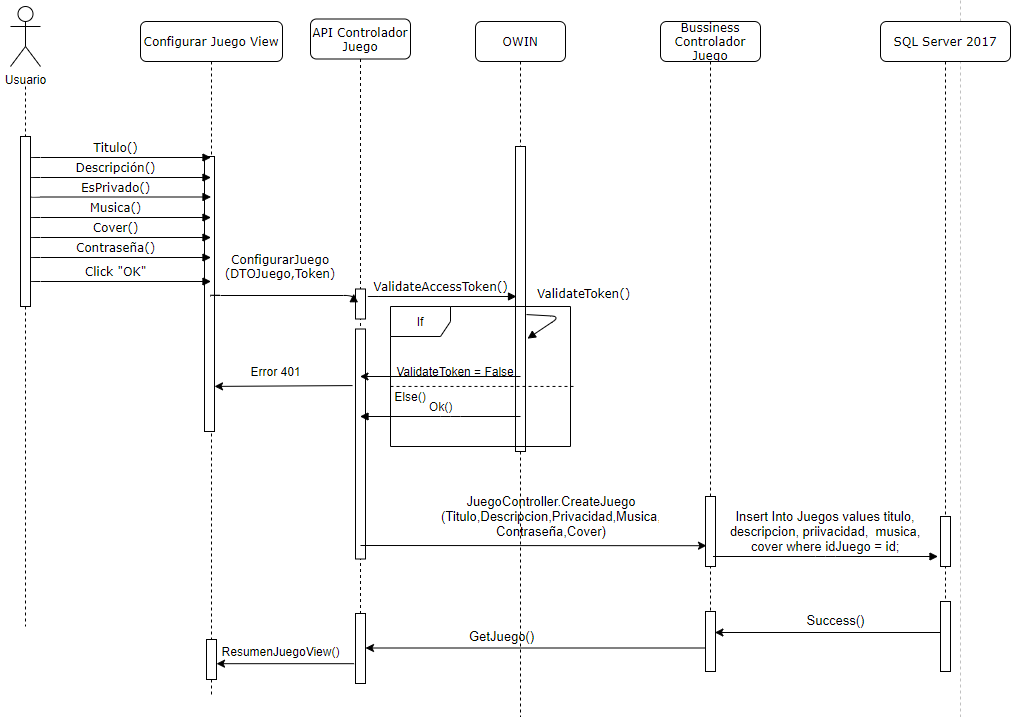 Configurar Juego View
API Controlador
Juego
OWIN
Bussiness
Controlador
Juego
SQL Server 2017
Usuario
Titulo()
Descripción()
EsPrivado()
Musica()
Cover()
Contraseña()
Click "OK"
ConfigurarJuego
(DTOJuego,Token)
ValidateAccessToken()
ValidateToken()
If
Error 401
ValidateToken = False
Else()
Ok()
JuegoController.CreateJuego
(Titulo,Descripcion,Privacidad,Musica,
Contraseña,Cover)
Insert Into Juegos values titulo,
descripcion, priivacidad, musica,
cover where idJuego = id;
Success()
GetJuego()
ResumenJuegoView()